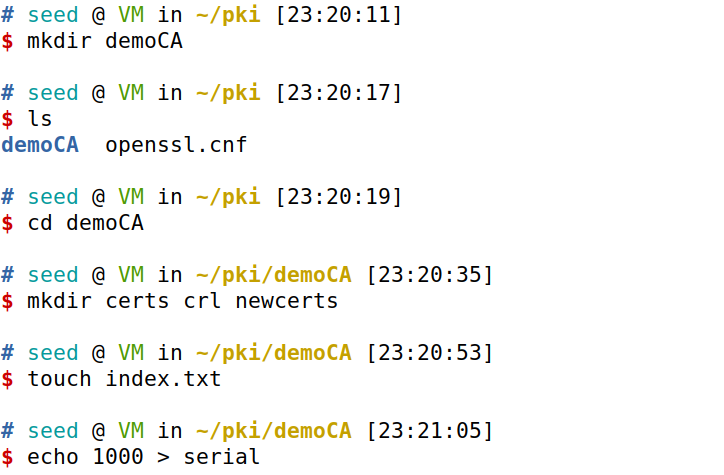 # seed @ VM in ~/pki [23:20:11]
$ mkdir demoCA
# seed @ VM in ~/pki [23:20:17]
$ ls
demoCA  openssl.cnf
# seed @ VM in ~/pki [23:20:19]
$ cd demoCA
# seed @ VM in ~/pki/demoCA [23:20:35]
$ mkdir certs crl newcerts
# seed @ VM in ~/pki/demoCA [23:20:53]
$ touch index.txt
# seed @ VM in ~/pki/demoCA [23:21:05]
$ echo 1000 > serial